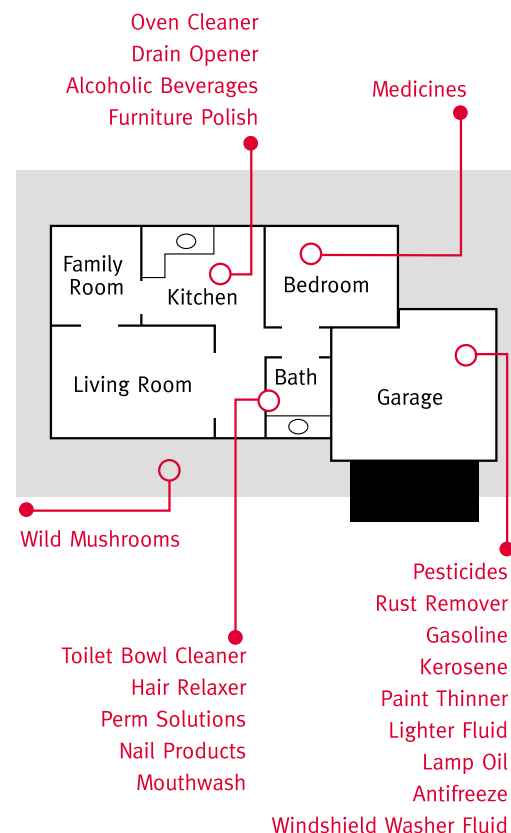 Oven Cleaner
Drain Opener
Alcoholic Beverages
Furniture Polish
Medicines
Family
Room
Kitchen
Bedroom
Living Room
Bath
Garage
Wild Mushrooms
Toilet Bowl Cleaner
Hair Relaxer
Perm Solutions
Nail Products
Mouthwash
Pesticides
Rust Remover
Gasoline
Kerosene
Paint Thinner
Lighter Fluid
Lamp Oil
Antifreeze
Windshield Washer Fluid